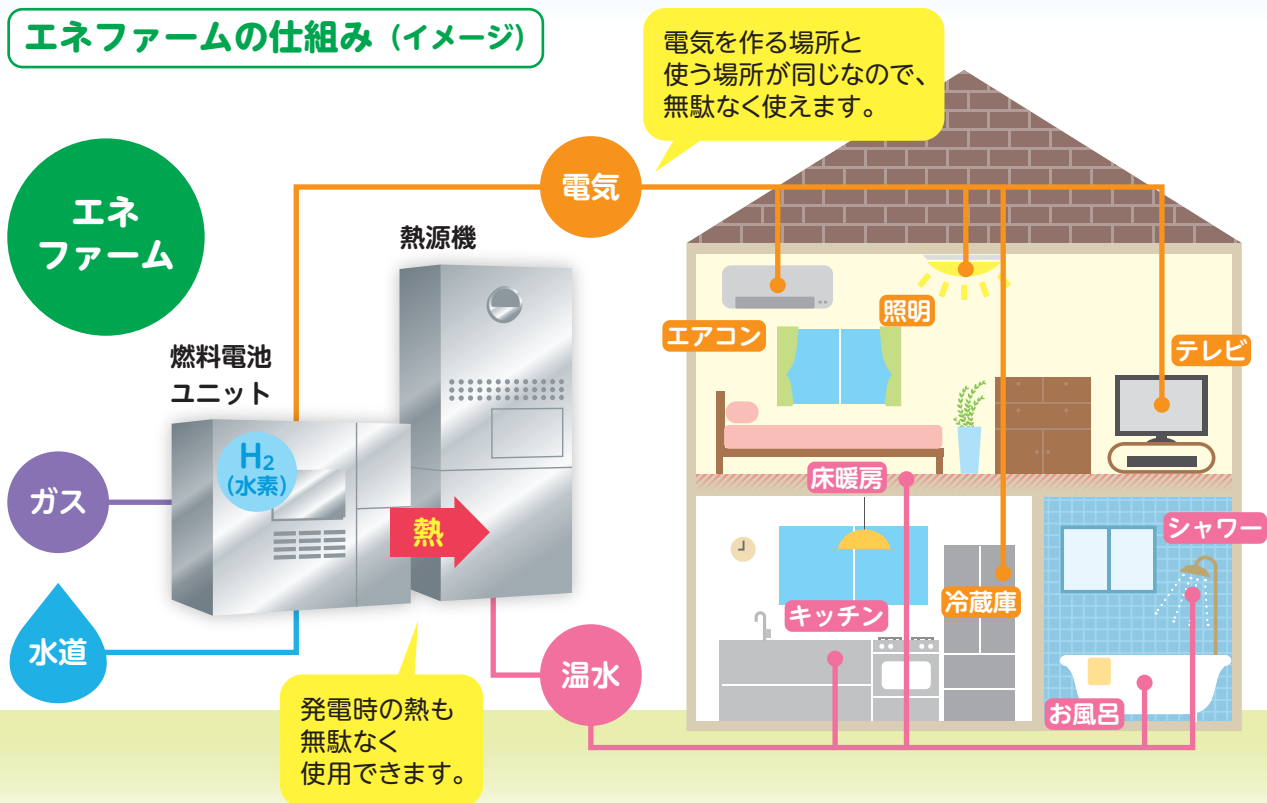 エネファームの仕組み（イメージ）
電気を作る場所と
使う場所が同じなので、
無駄なく使えます。
エネ
ファーム
電気
熱源機
燃料電池
ユニット
H₂
（水素）
ガス
熱
水道
温水
発電時の熱も
無駄なく
使用できます。
エアコン
照明
テレビ
床暖房
シャワー
キッチン
冷蔵庫
お風呂